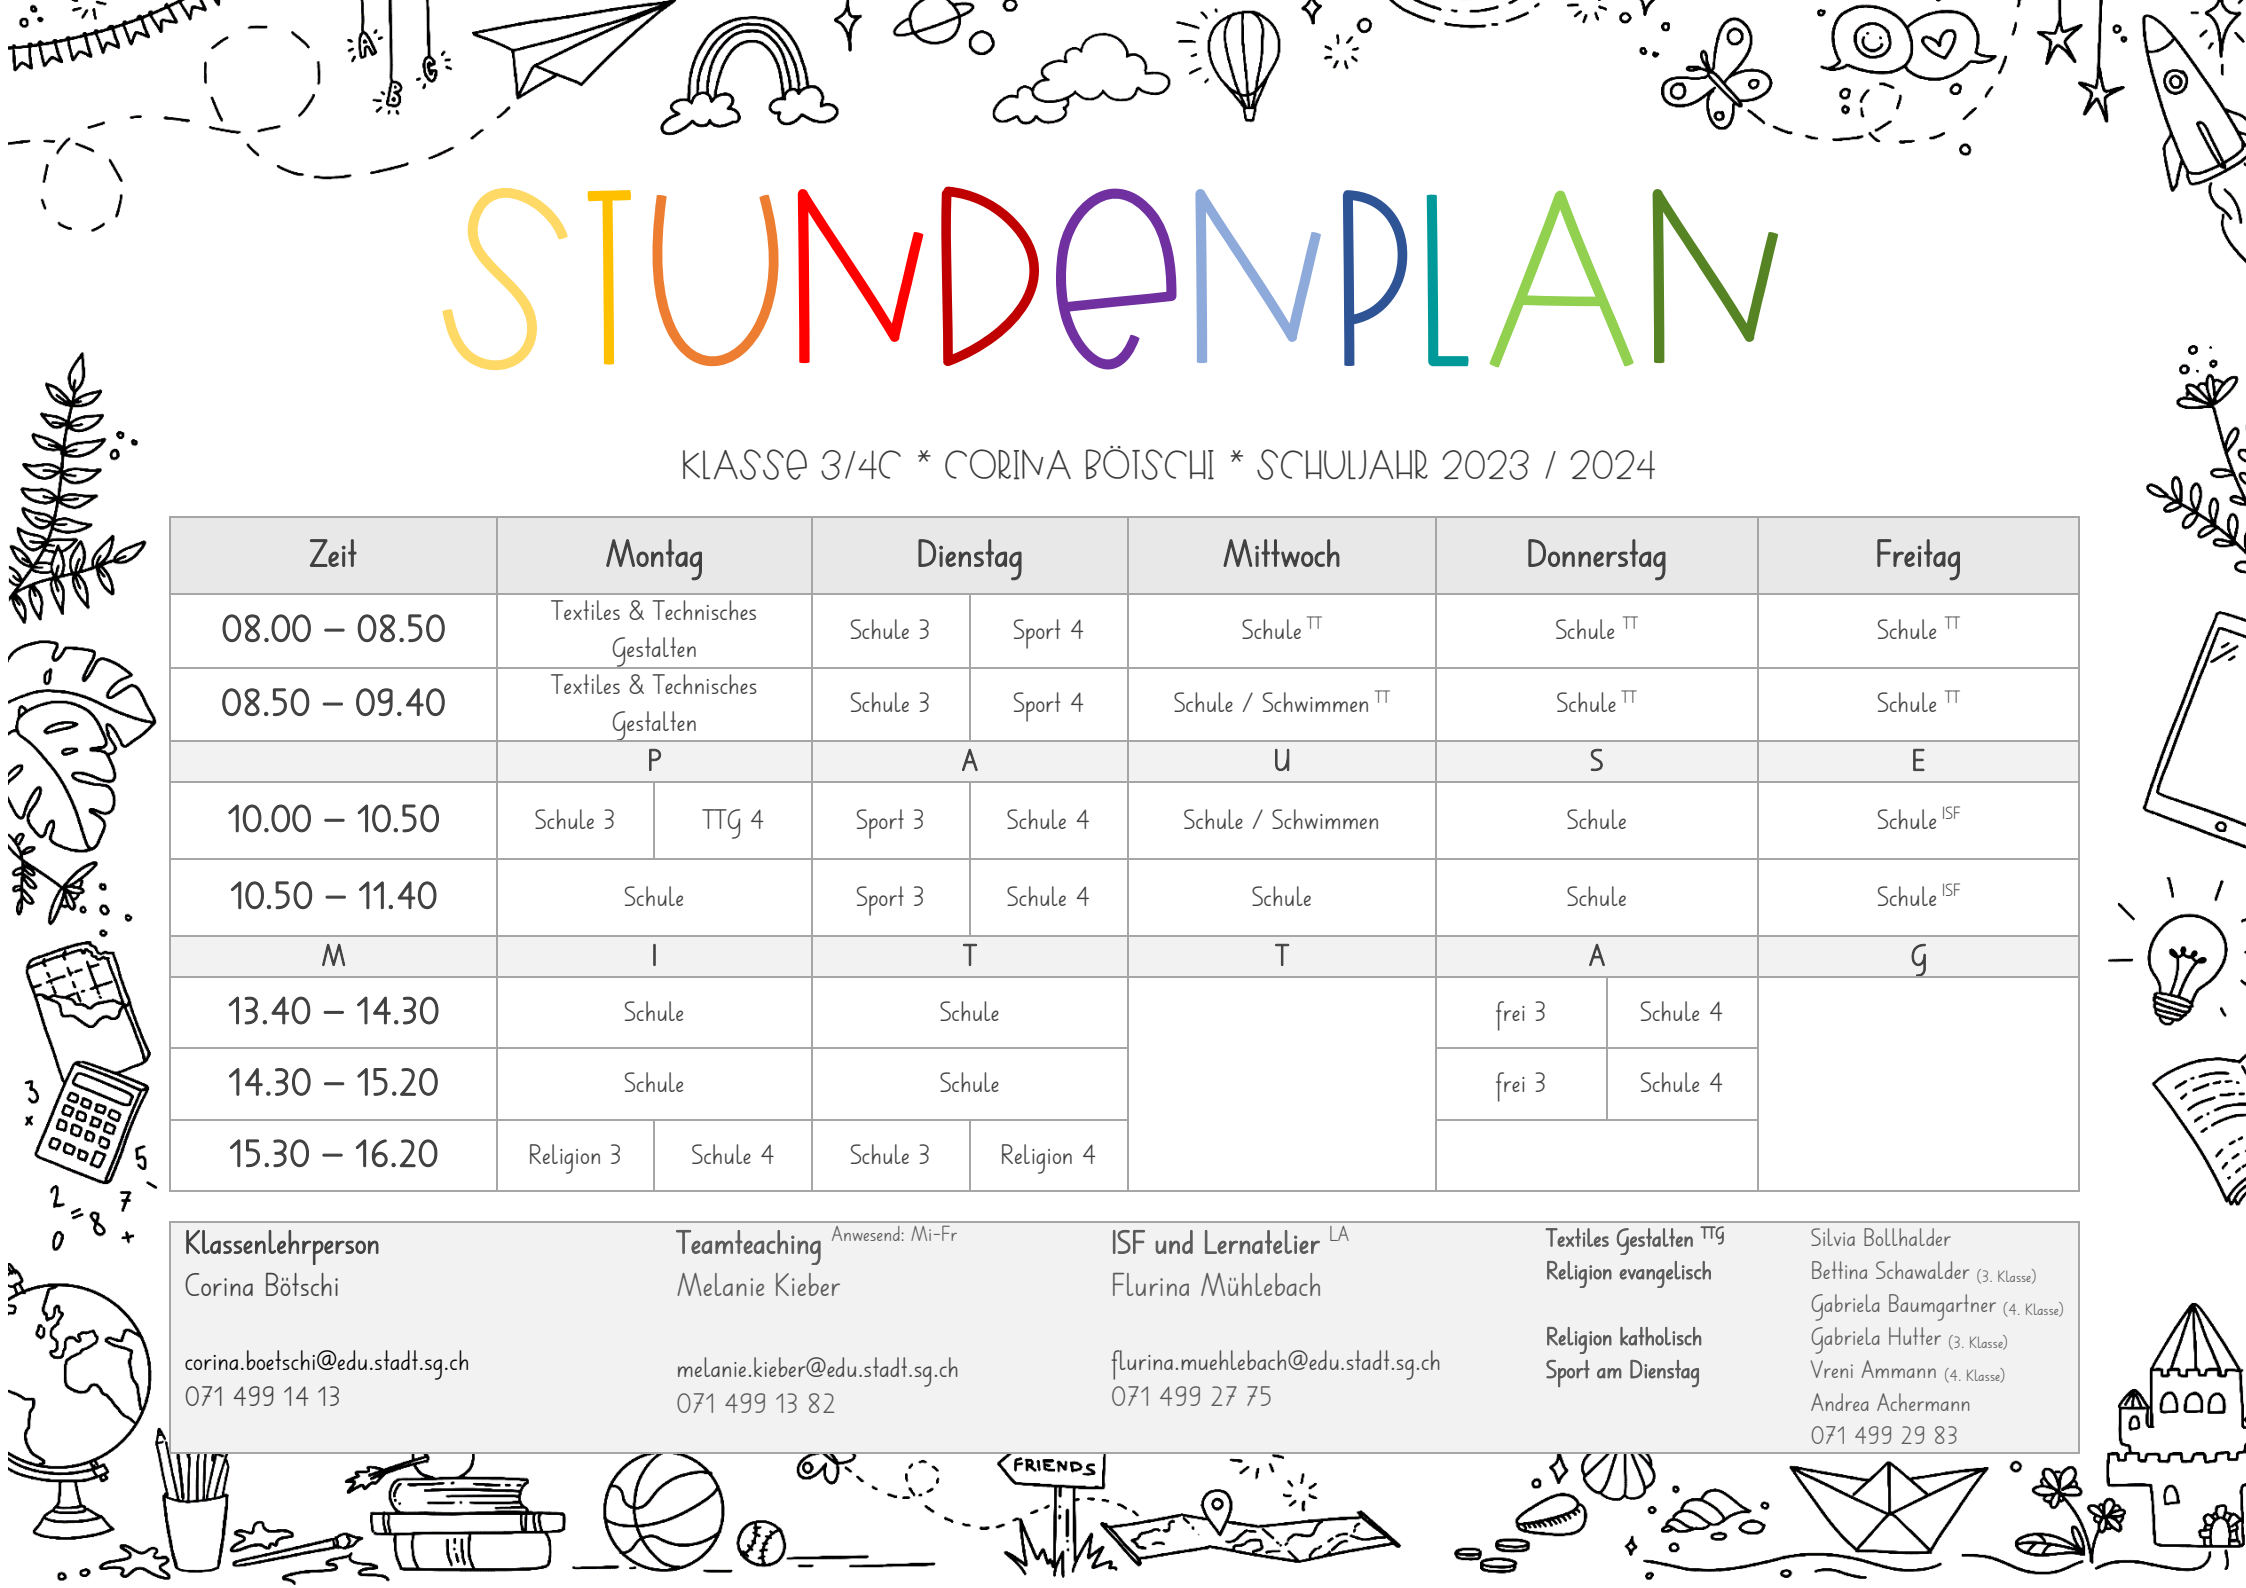 A
B
C
STUNDENPLAN
KLASSE 3/4C * CORINA BÖTSCHI * SCHULJAHR 2023 / 2024
Zeit Montag Dienstag Mittwoch Donnerstag Freitag
08.00 – 08.50 Textiles & Technisches Gestalten Schule 3 Sport 4 Schule TT Schule TT Schule TT
08.50 – 09.40 Textiles & Technisches Gestalten Schule 3 Sport 4 Schule / Schwimmen TT Schule TT Schule TT
P A U S E
10.00 – 10.50 Schule 3 TTG 4 Sport 3 Schule 4 Schule / Schwimmen Schule Schule ISF
10.50 – 11.40 Schule Sport 3 Schule 4 Schule Schule Schule ISF
M I T T A G
13.40 – 14.30 Schule Schule frei 3 Schule 4
14.30 – 15.20 Schule Schule frei 3 Schule 4
15.30 – 16.20 Religion 3 Schule 4 Schule 3 Religion 4
3
x
5
-
2
=
8
7
+
0
Klassenlehrperson
Corina Bötschi
corina.boetschi@edu.stadt.sg.ch
071 499 14 13
Teamteaching Anwesend: Mi-Fr
Melanie Kieber
melanie.kieber@edu.stadt.sg.ch
071 499 13 82
ISF und Lernatelier LA
Flurina Mühlebach
flurina.muehlebach@edu.stadt.sg.ch
071 499 27 75
Textiles Gestalten TTG
Religion evangelisch
Religion katholisch
Sport am Dienstag
Silvia Bollhalder
Bettina Schawalder (3. Klasse)
Gabriela Baumgartner (4. Klasse)
Gabriela Hutter (3. Klasse)
Vreni Ammann (4. Klasse)
Andrea Achermann
071 499 29 83
FRIENDS